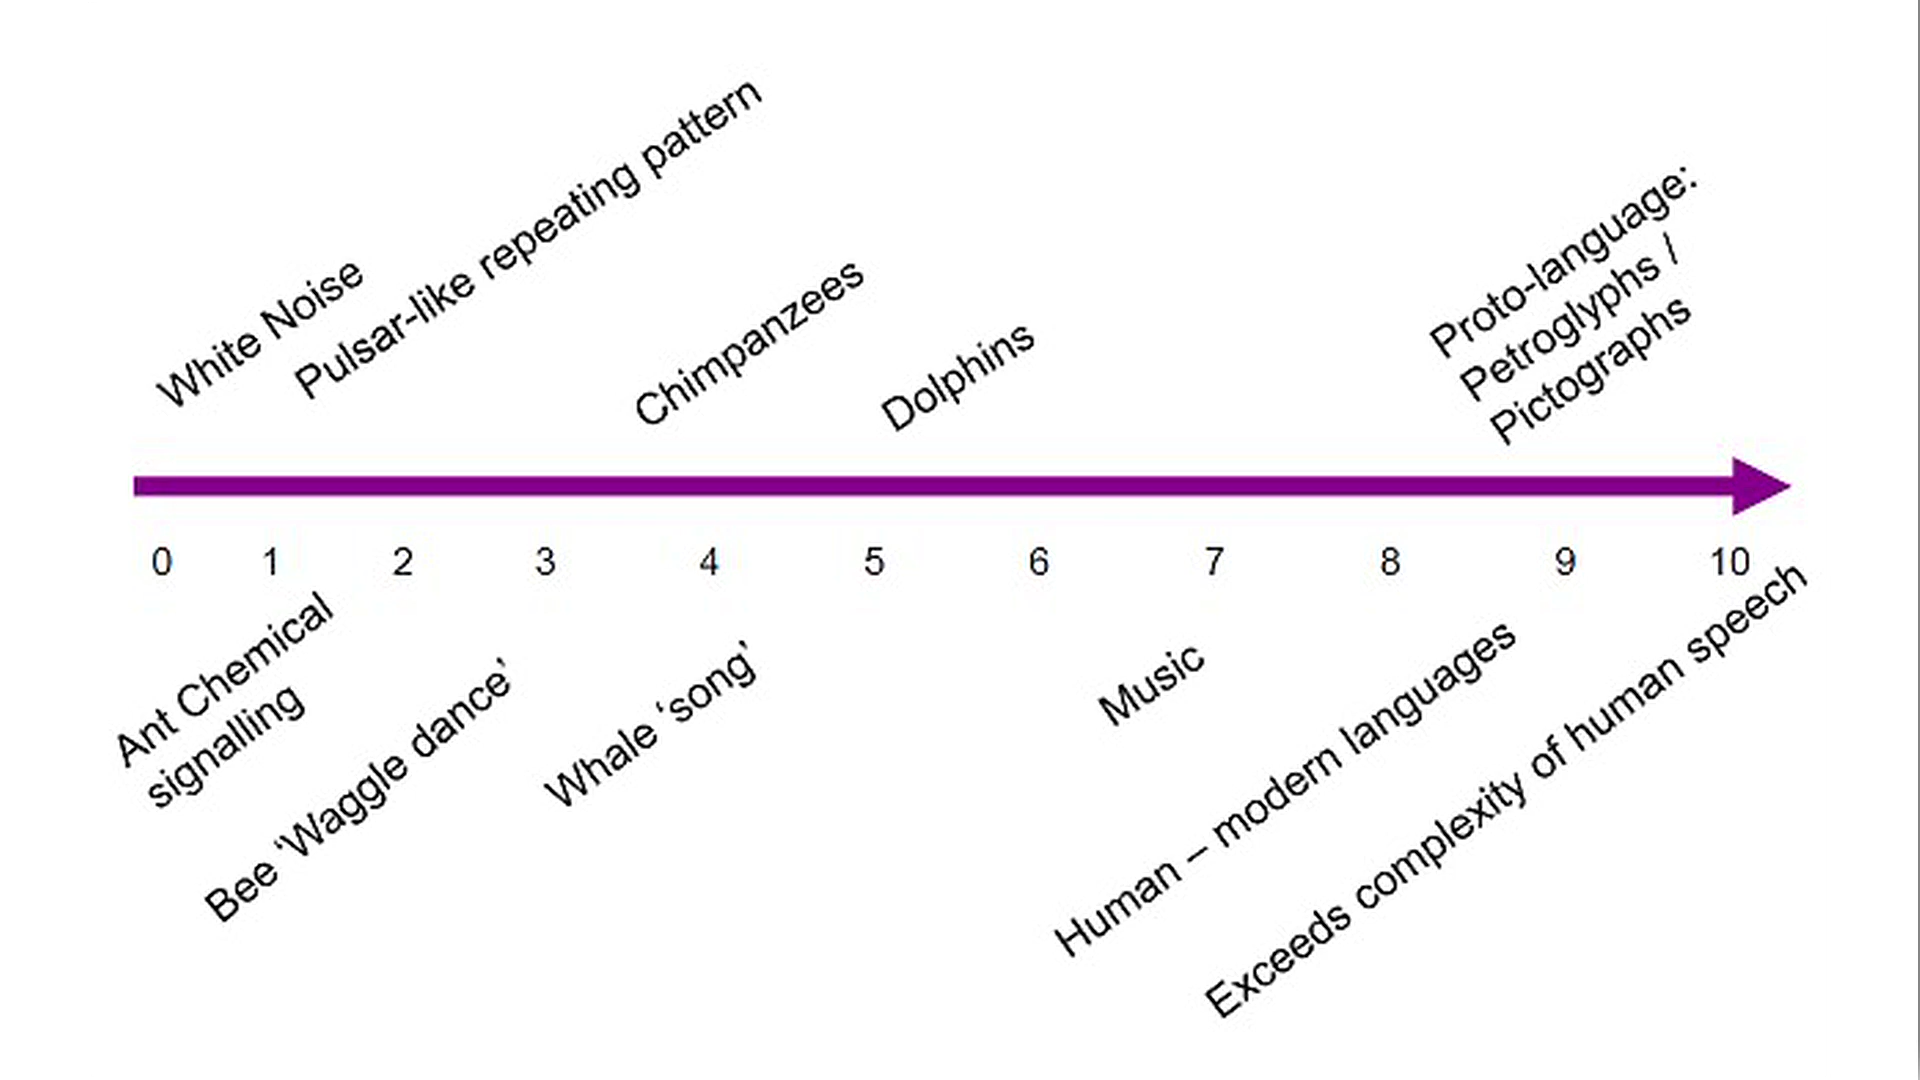 White Noise
Pulsar-like repeating pattern
Chimpanzees
Dolphins
Proto-language:
Petroglyphs /
Pictographs
0 1 2 3 4 5 6 7 8 9 10
Ant Chemical
signalling
Bee ‘Waggle dance’
Whale ‘song’
Music
Human – modern languages
Exceeds complexity of human speech